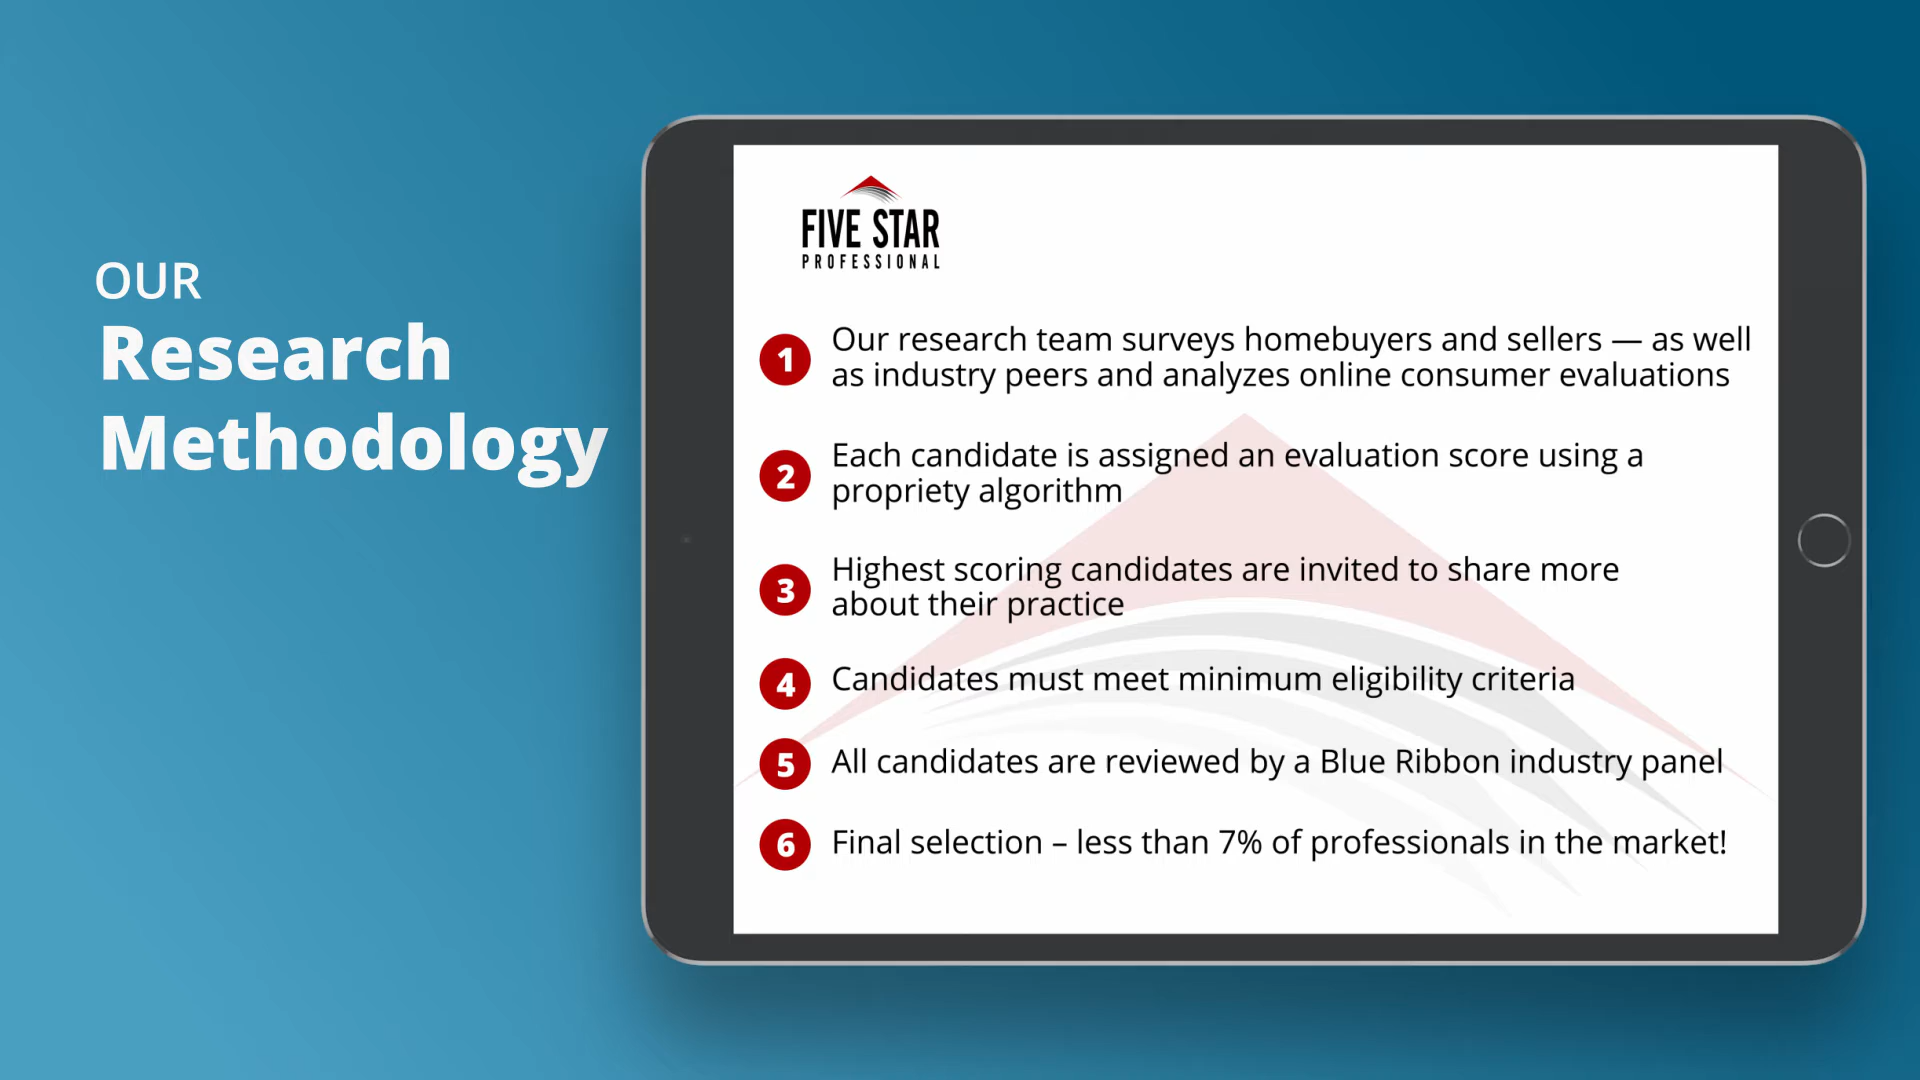 OUR
Research
Methodology
FIVE STAR
PROFESSIONAL
1 Our research team surveys homebuyers and sellers — as well
as industry peers and analyzes online consumer evaluations
2 Each candidate is assigned an evaluation score using a
propriety algorithm
3 Highest scoring candidates are invited to share more
about their practice
4 Candidates must meet minimum eligibility criteria
5 All candidates are reviewed by a Blue Ribbon industry panel
6 Final selection – less than 7% of professionals in the market!